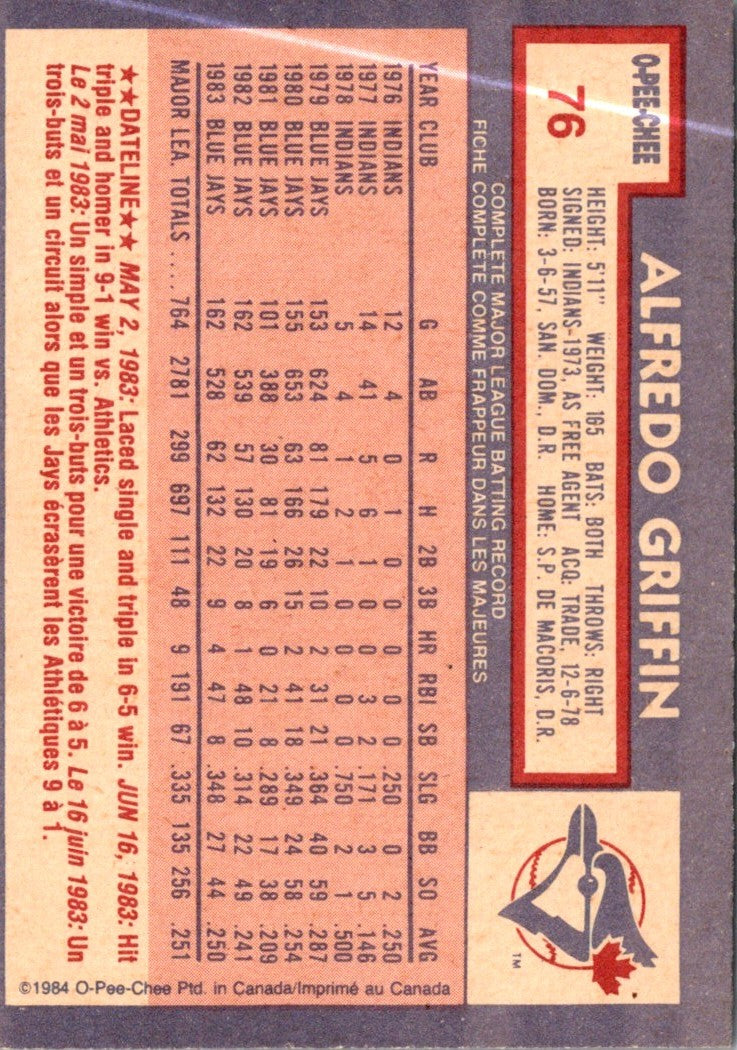 O-PEE-CHEE
76
ALFREDO GRIFFIN
HEIGHT: 5'11" WEIGHT: 165 BATS: BOTH THROWS: RIGHT
SIGNED: INDIANS-1973, AS FREE AGENT ACQ: TRADE, 12-6-78
BORN: 3-6-57, SAN. DOM., D.R. HOME: S.P. DE MACORIS, D.R.
TM
COMPLETE MAJOR LEAGUE BATTING RECORD
FICHE COMPLETE COMME FRAPPEUR DANS LES MAJEURES
YEAR CLUB G AB R H 2B 3B HR RBI SB SLG BB SO AVG
1976 INDIANS 12 4 0 1 0 0 0 0 0 .250 0 2 .250
1977 INDIANS 14 41 5 6 1 0 0 3 2 .171 3 5 .146
1978 INDIANS 5 4 1 2 1 0 0 0 0 .750 2 1 .500
1979 BLUE JAYS 153 624 81 179 22 10 2 31 21 .364 40 59 .287
1980 BLUE JAYS 155 653 63 166 26 15 2 41 18 .349 24 58 .254
1981 BLUE JAYS 101 388 30 81 19 6 0 21 8 .289 17 38 .209
1982 BLUE JAYS 162 539 57 130 20 8 1 48 10 .314 22 49 .241
1983 BLUE JAYS 162 528 62 132 22 9 4 47 8 .348 27 44 .250
MAJOR LEA. TOTALS .... 764 2781 299 697 111 48 9 191 67 .335 135 256 .251
★★DATELINE★★ MAY 2, 1983: Laced single and triple in 6-5 win. JUN 16, 1983: Hit
triple and homer in 9-1 win vs. Athletics.
Le 2 mai 1983: Un simple et un trois-buts pour une victoire de 6 à 5. Le 16 juin 1983: Un
trois-buts et un circuit alors que les Jays écrasèrent les Athlétiques 9 à 1.
©1984 O-Pee-Chee Ptd. in Canada/Imprimé au Canada